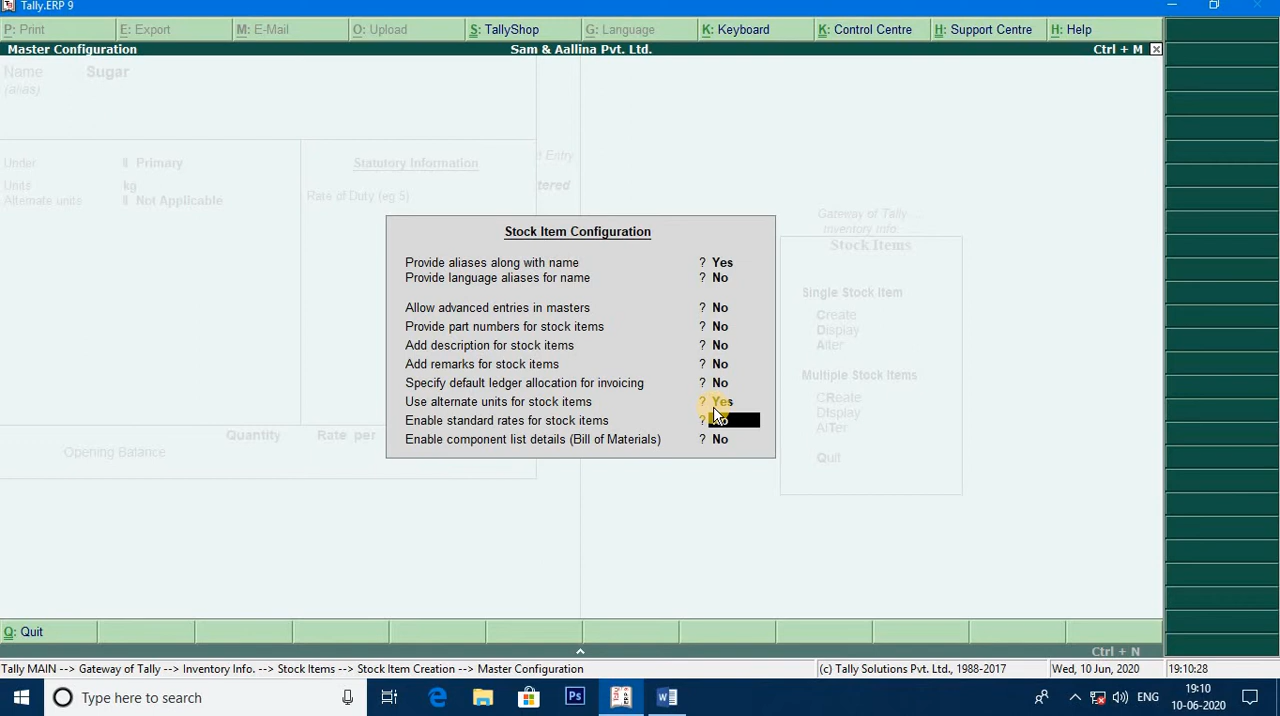 Tally.ERP 9
P: Print E: Export M: E-Mail O: Upload S: TallyShop G: Language K: Keyboard K: Control Centre H: Support Centre H: Help
Master Configuration Sam & Aallina Pvt. Ltd. Ctrl + M
Name Sugar
(alias)
Under Primary
Units kg
Alternate units Not Applicable
Statutory Information
Rate of Duty (eg 5)
Entry
Stock Item Configuration
Provide aliases along with name ? Yes
Provide language aliases for name ? No
Allow advanced entries in masters ? No
Provide part numbers for stock items ? No
Add description for stock items ? No
Add remarks for stock items ? No
Specify default ledger allocation for invoicing ? No
Use alternate units for stock items ? Yes
Enable standard rates for stock items ? No
Enable component list details (Bill of Materials) ? No
Gateway of Tally ...
Inventory Info. ...
Stock Items
Single Stock Item
Create
Display
Alter
Multiple Stock Items
CReate
DIsplay
AlTer
Quit
Quantity Rate per
Opening Balance
Q: Quit
Ctrl + N
Tally MAIN --> Gateway of Tally --> Inventory Info. --> Stock Items --> Stock Item Creation --> Master Configuration (c) Tally Solutions Pvt. Ltd., 1988-2017 Wed, 10 Jun, 2020 19:10:28
Type here to search ENG 19:10
10-06-2020